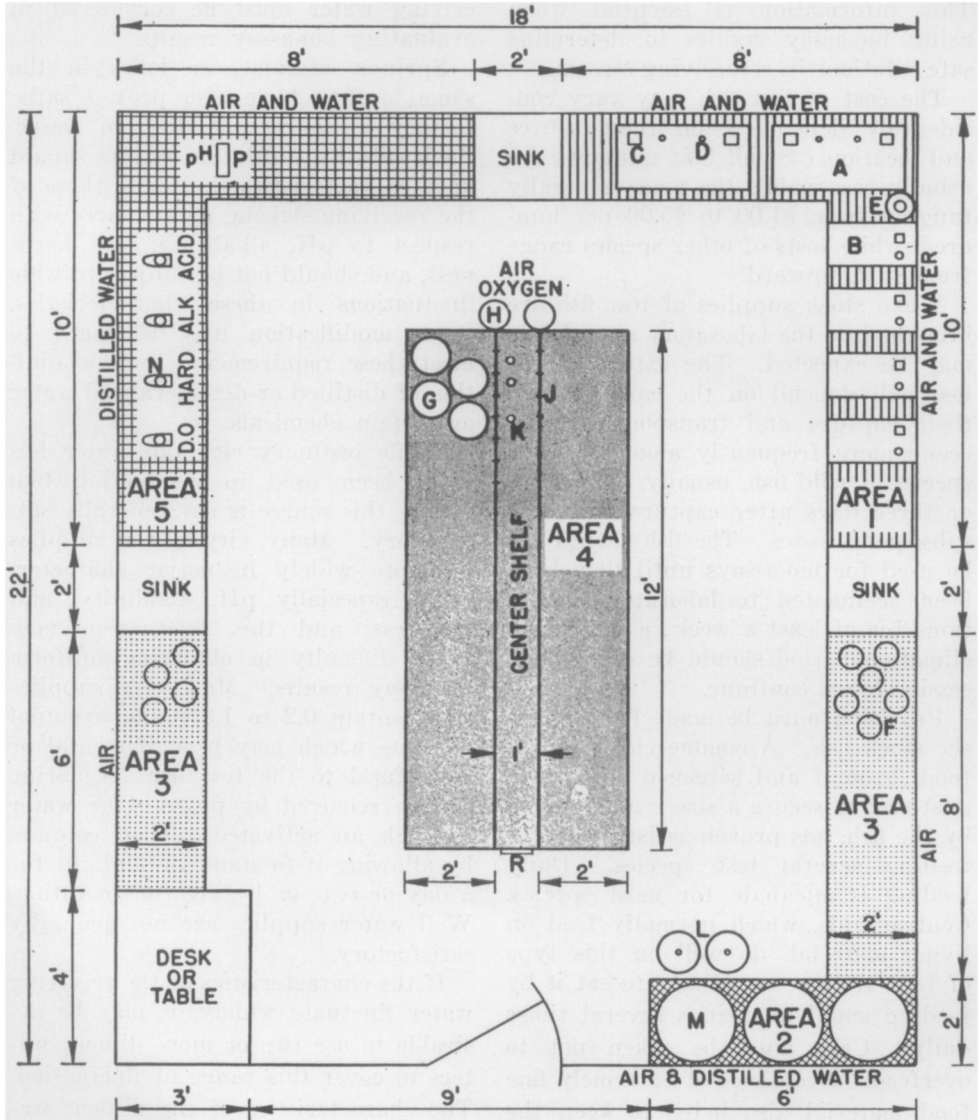 18'
8'
2'
8'
AIR AND WATER
AIR AND WATER
pH
P
SINK
C
D
A
E
B
22'
10'
DISTILLED WATER
N
D.O HARD ALK ACID
AREA 5
AIR
OXYGEN
H
G
J
K
AREA 4
CENTER SHELF
AIR AND WATER
10'
22'
AREA 1
2'
SINK
SINK
2'
12'
6'
AIR
AREA 3
2'
1'
F
AREA 3
AIR
8'
2'
R
2'
2'
4'
DESK
OR
TABLE
L
M
AREA 2
2'
AIR & DISTILLED WATER
3'
9'
6'